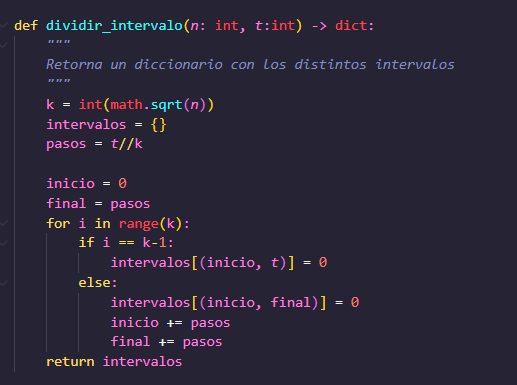 def dividir_intervalo(n: int, t:int) -> dict:
    """
    Retorna un diccionario con los distintos intervalos
    """
    k = int(math.sqrt(n))
    intervalos = {}
    pasos = t//k

    inicio = 0
    final = pasos
    for i in range(k):
        if i == k-1:
            intervalos[(inicio, t)] = 0
        else:
            intervalos[(inicio, final)] = 0
            inicio += pasos
            final += pasos
    return intervalos